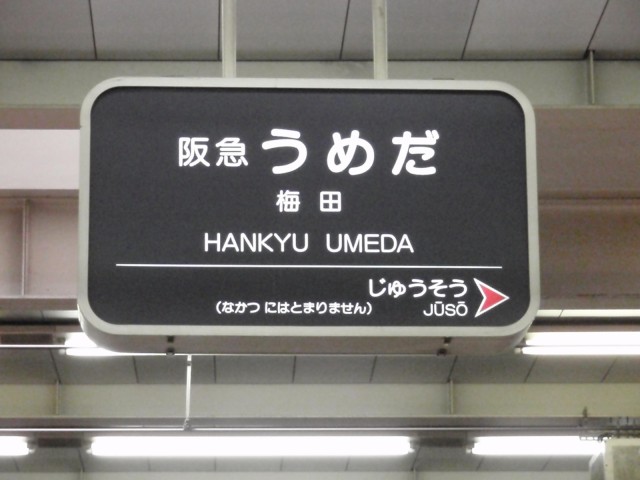 阪急 うめだ
梅田
HANKYU UMEDA
じゅうそう
(なかつ にはとまりません)
JŪSŌ